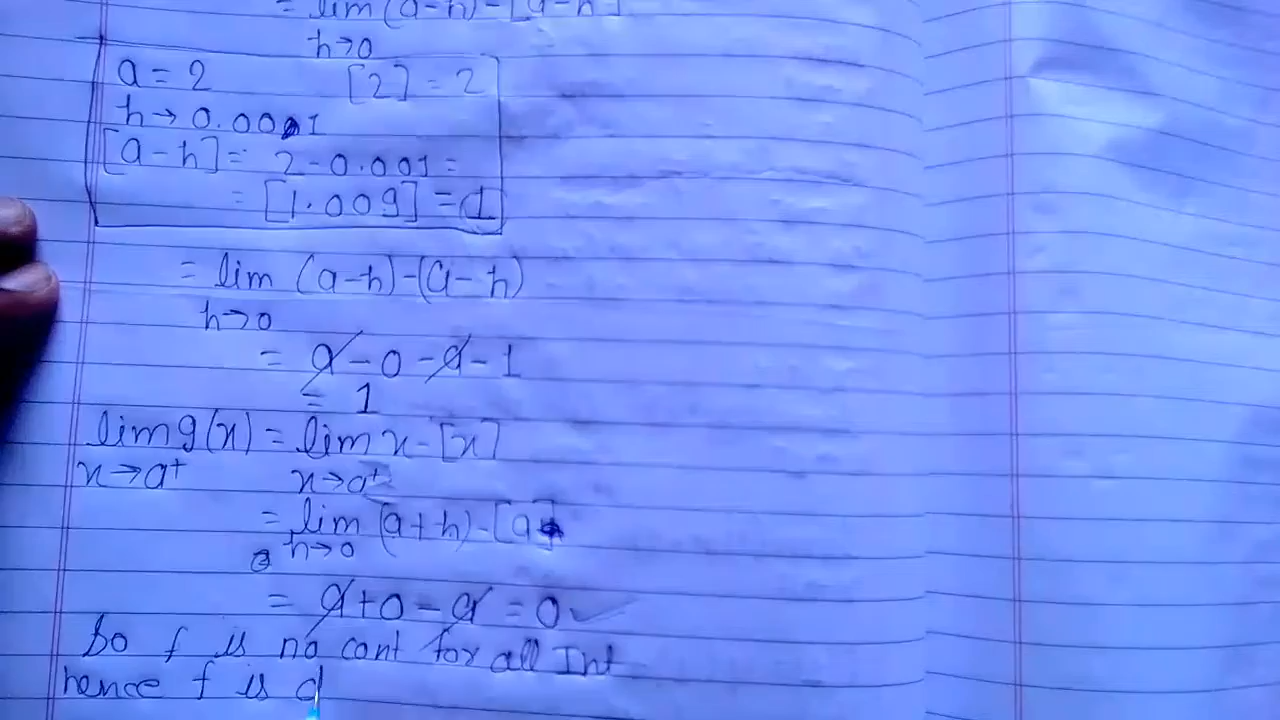 = lim (a-h) - [a-h]
h→0
a = 2 [2] = 2
h → 0.001
[a-h] = 2 - 0.001 =
= [1.009] = 1
= lim (a-h) - (a-h)
h→0
= a - 0 - a - 1
= 1
lim g(x) = lim x - [x]
x→a⁺ x→a⁺
= lim (a+h) - [a]
h→0
= a + 0 - a = 0
So f is no cont for all Int
hence f is d